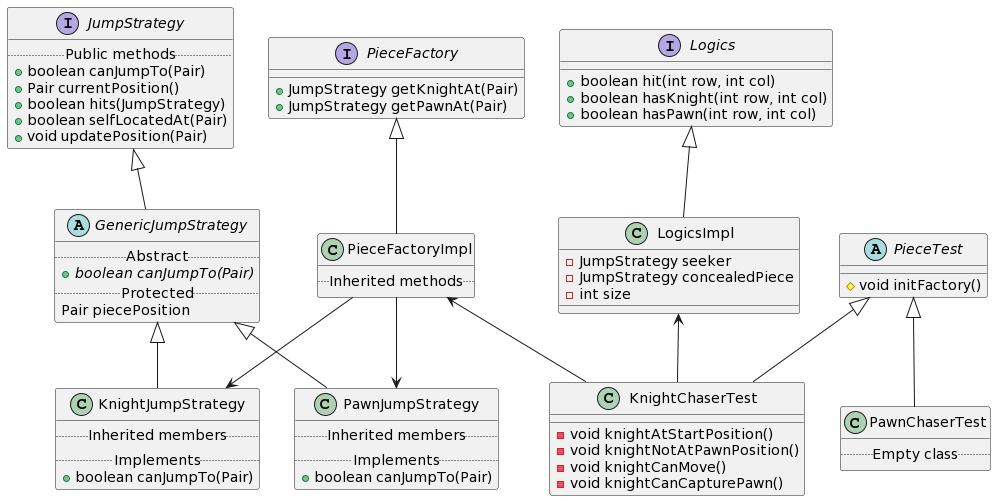 I JumpStrategy
Public methods
boolean canJumpTo(Pair)
Pair currentPosition()
boolean hits(JumpStrategy)
boolean selfLocatedAt(Pair)
void updatePosition(Pair)
I PieceFactory
JumpStrategy getKnightAt(Pair)
JumpStrategy getPawnAt(Pair)
I Logics
boolean hit(int row, int col)
boolean hasKnight(int row, int col)
boolean hasPawn(int row, int col)
A GenericJumpStrategy
Abstract
boolean canJumpTo(Pair)
Protected
Pair piecePosition
C PieceFactoryImpl
Inherited methods
C LogicsImpl
JumpStrategy seeker
JumpStrategy concealedPiece
int size
A PieceTest
void initFactory()
C KnightJumpStrategy
Inherited members
Implements
boolean canJumpTo(Pair)
C PawnJumpStrategy
Inherited members
Implements
boolean canJumpTo(Pair)
C KnightChaserTest
void knightAtStartPosition()
void knightNotAtPawnPosition()
void knightCanMove()
void knightCanCapturePawn()
C PawnChaserTest
Empty class